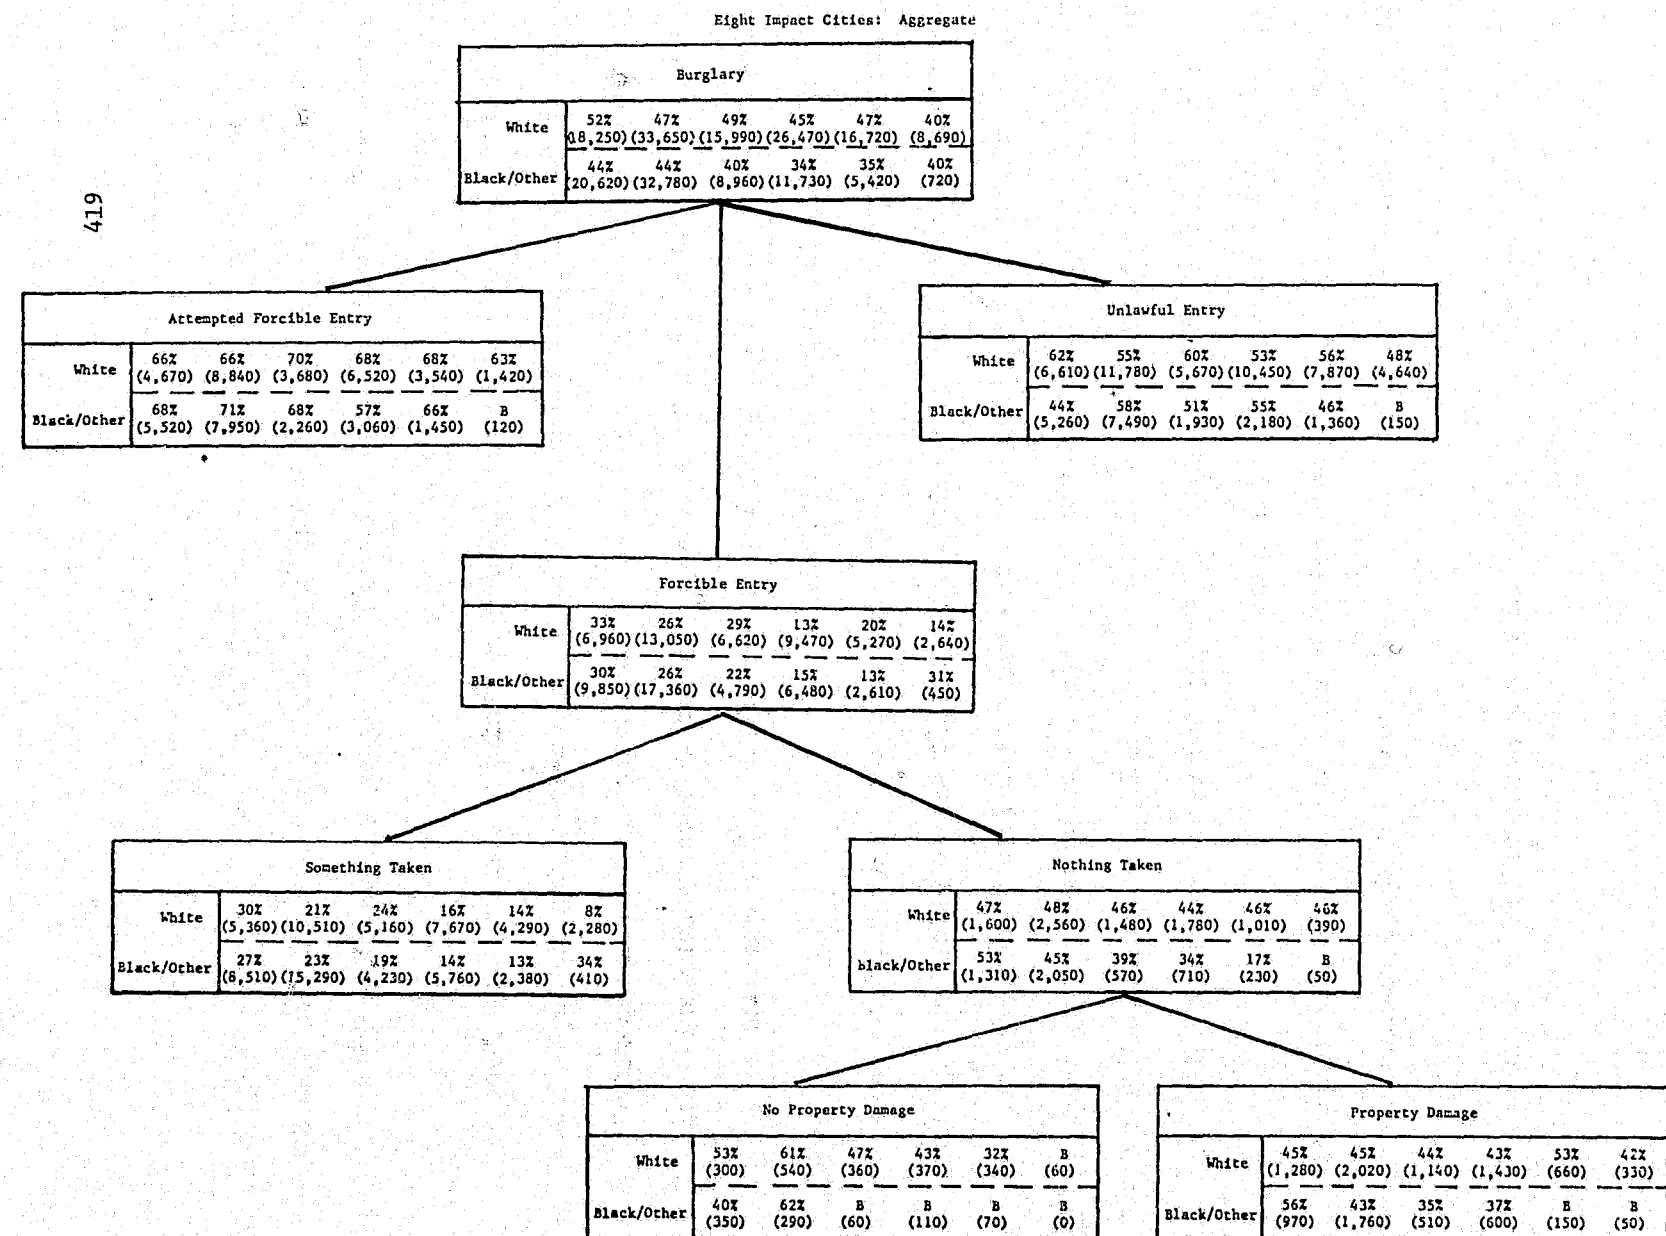 Eight Impact Cities: Aggregate
Burglary
White 52% 47% 49% 45% 47% 40%
(18,250) (33,650) (15,990) (26,470) (16,720) (8,690)
Black/Other 44% 44% 40% 34% 35% 40%
(20,620) (32,780) (8,960) (11,730) (5,420) (720)
419
Attempted Forcible Entry
White 66% 66% 70% 68% 68% 63%
(4,670) (8,840) (3,680) (6,520) (3,540) (1,420)
Black/Other 68% 71% 68% 57% 66% B
(5,520) (7,950) (2,260) (3,060) (1,450) (120)
Unlawful Entry
White 62% 55% 60% 53% 56% 48%
(6,610) (11,780) (5,670) (10,450) (7,870) (4,640)
Black/Other 44% 58% 51% 55% 46% B
(5,260) (7,490) (1,930) (2,180) (1,360) (150)
Forcible Entry
White 33% 26% 29% 13% 20% 14%
(6,960) (13,050) (6,620) (9,470) (5,270) (2,640)
Black/Other 30% 26% 22% 15% 13% 31%
(9,850) (17,360) (4,790) (6,480) (2,610) (450)
Something Taken
White 30% 21% 24% 16% 14% 8%
(5,360) (10,510) (5,160) (7,670) (4,290) (2,280)
Black/Other 27% 23% 19% 14% 13% 34%
(8,510) (15,290) (4,230) (5,760) (2,380) (410)
Nothing Taken
White 47% 48% 46% 44% 46% 46%
(1,600) (2,560) (1,480) (1,780) (1,010) (390)
Black/Other 53% 45% 39% 34% 17% B
(1,310) (2,050) (570) (710) (230) (50)
No Property Damage
White 53% 61% 47% 43% 32% B
(300) (540) (360) (370) (340) (60)
Black/Other 40% 62% B B B B
(350) (290) (60) (110) (70) (0)
Property Damage
White 45% 45% 44% 43% 53% 42%
(1,280) (2,020) (1,140) (1,430) (660) (330)
Black/Other 56% 43% 35% 37% B B
(970) (1,760) (510) (600) (150) (50)